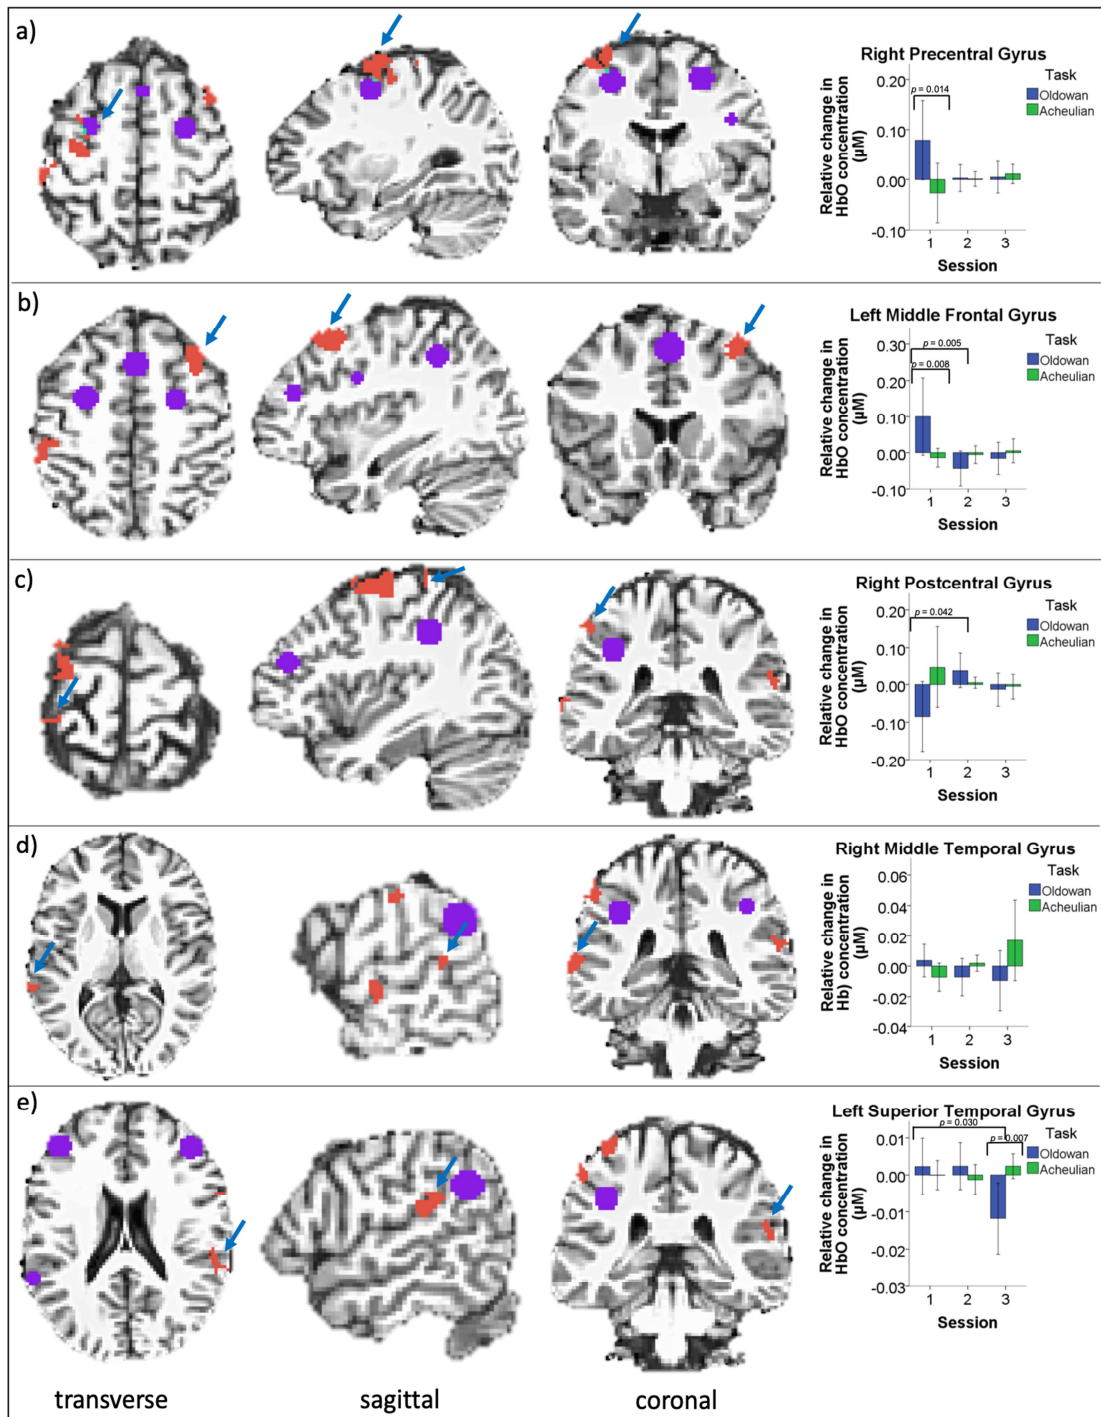 a)
Right Precentral Gyrus
Relative change in
HbO concentration
(µM)
0.20
0.10
0.00
-0.10
p = 0.014
Task
Oldowan
Acheulian
1 2 3
Session
b)
Left Middle Frontal Gyrus
Relative change in
HbO concentration
(µM)
0.30
0.20
0.10
0.00
-0.10
p = 0.005
p = 0.008
Task
Oldowan
Acheulian
1 2 3
Session
c)
Right Postcentral Gyrus
Relative change in
HbO concentration
(µM)
0.20
0.10
0.00
-0.10
-0.20
p = 0.042
Task
Oldowan
Acheulian
1 2 3
Session
d)
Right Middle Temporal Gyrus
Relative change in
Hb) concentration
(µM)
0.06
0.04
0.02
0.00
-0.02
-0.04
Task
Oldowan
Acheulian
1 2 3
Session
e)
Left Superior Temporal Gyrus
Relative change in
HbO concentration
(µM)
0.01
0.00
-0.01
-0.02
-0.03
p = 0.030
p = 0.007
Task
Oldowan
Acheulian
1 2 3
Session
transverse sagittal coronal